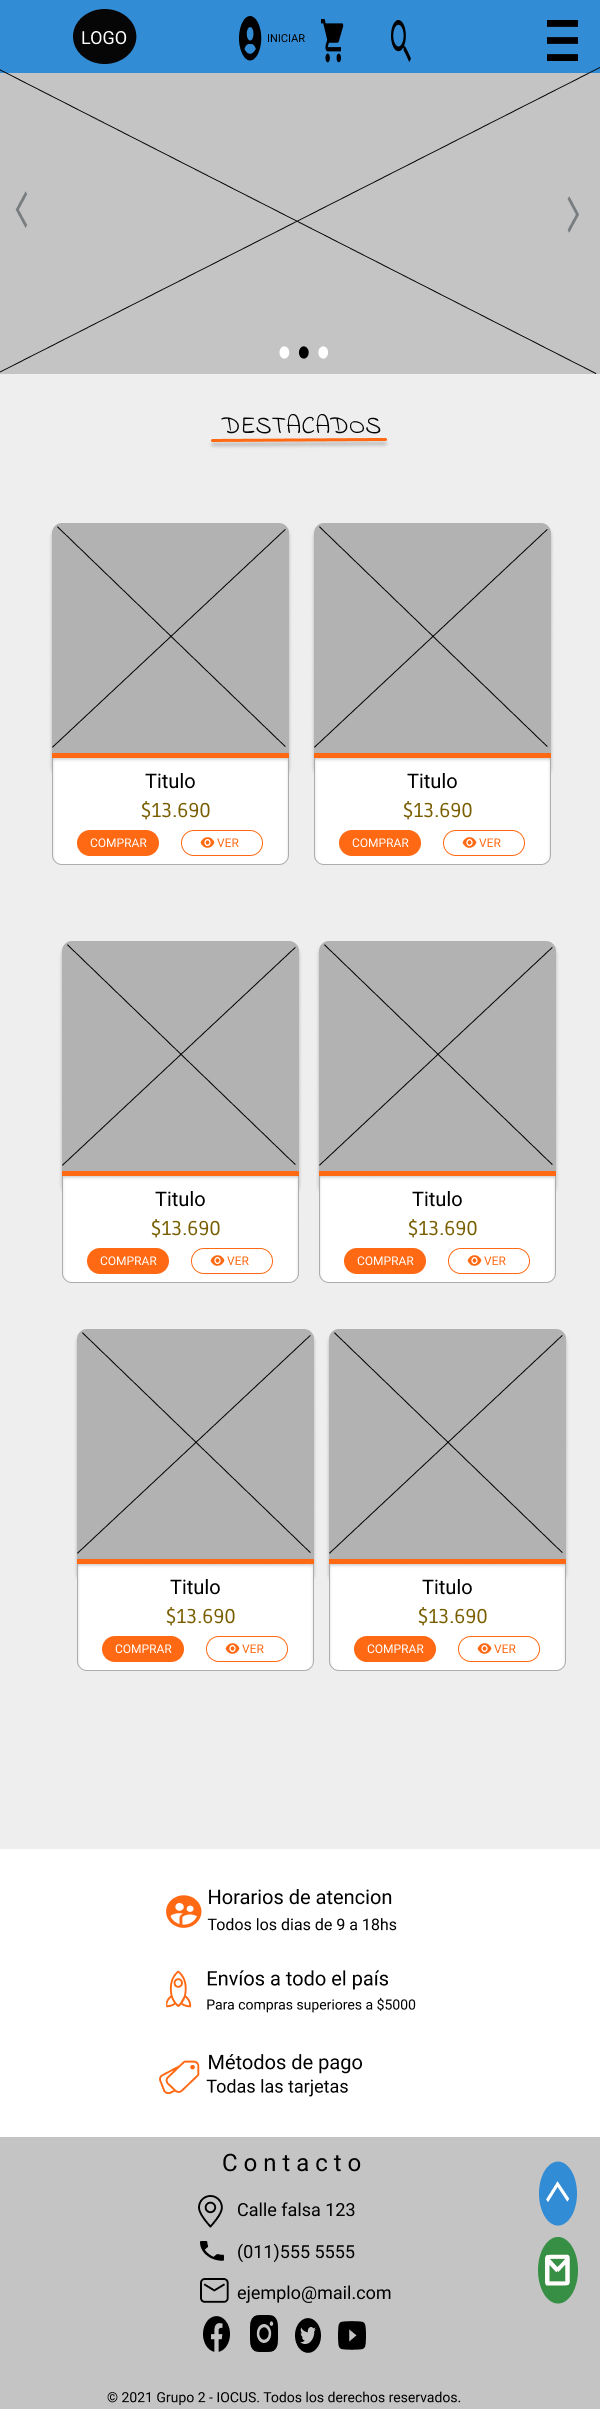 LOGO
INICIAR
DESTACADOS
Titulo
$13.690
COMPRAR VER
Titulo
$13.690
COMPRAR VER
Titulo
$13.690
COMPRAR VER
Titulo
$13.690
COMPRAR VER
Titulo
$13.690
COMPRAR VER
Titulo
$13.690
COMPRAR VER
Horarios de atencion
Todos los dias de 9 a 18hs
Envíos a todo el país
Para compras superiores a $5000
Métodos de pago
Todas las tarjetas
Contacto
Calle falsa 123
(011)555 5555
ejemplo@mail.com
© 2021 Grupo 2 - IOCUS. Todos los derechos reservados.